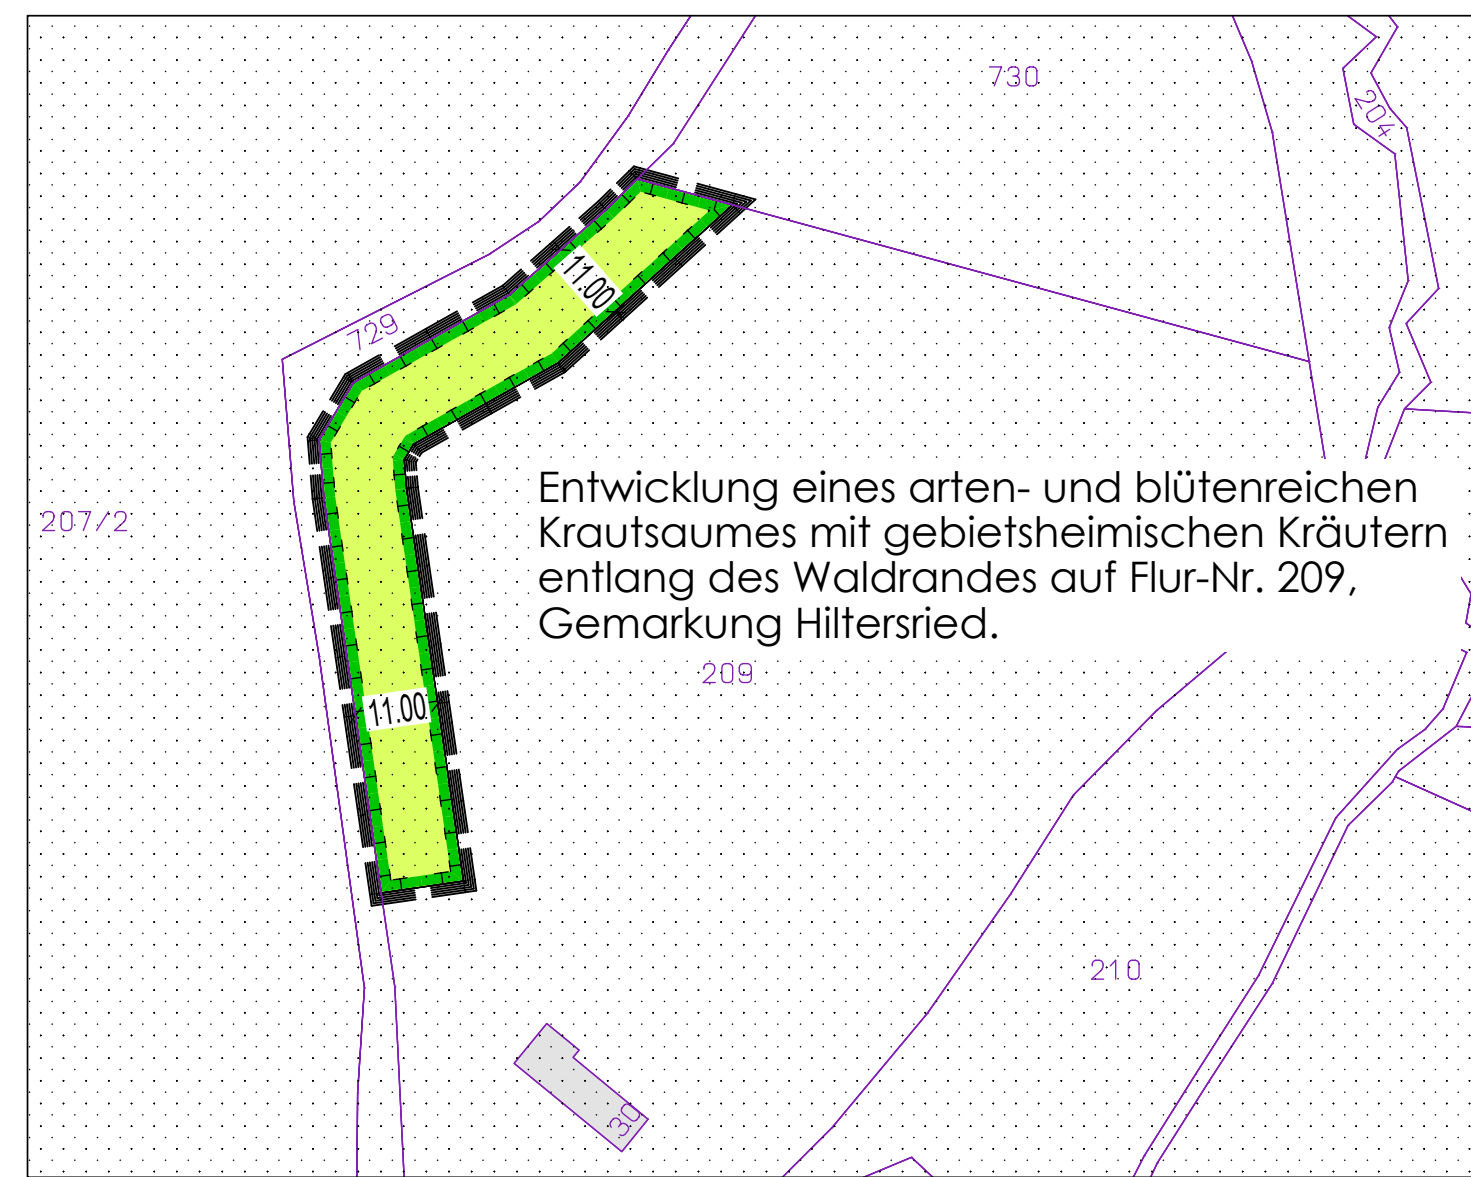 730
204
11.00
729
Entwicklung eines arten- und blütenreichen
Krautsaumes mit gebietsheimischen Kräutern
entlang des Waldrandes auf Flur-Nr. 209,
Gemarkung Hiltersried.
207/2
209
11.00
210
30